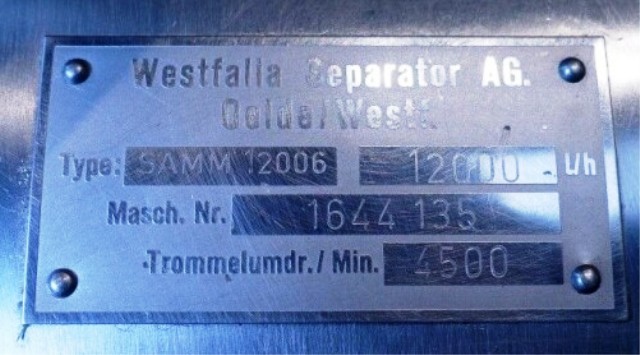 Westfalia Separator AG.
Oelde/Westf.
Type: SAMM 12006 12000 l/h
Masch. Nr. 1644 135
Trommelumdr./ Min. 4500